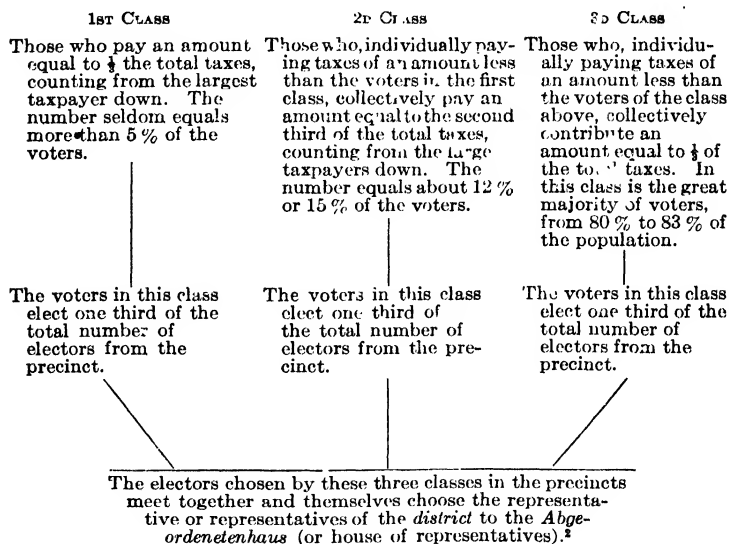 1ST CLASS
Those who pay an amount
equal to ⅓ the total taxes,
counting from the largest
taxpayer down. The
number seldom equals
more than 5 % of the
voters.
The voters in this class
elect one third of the
total number of
electors from the
precinct.
2D CLASS
Those who, individually pay-
ing taxes of an amount less
than the voters in the first
class, collectively pay an
amount equal to the second
third of the total taxes,
counting from the large
taxpayers down. The
number equals about 12 %
or 15 % of the voters.
The voters in this class
elect one third of
the total number of
electors from the pre-
cinct.
3D CLASS
Those who, individu-
ally paying taxes of
an amount less than
the voters of the class
above, collectively
contribute an
amount equal to ⅓ of
the total taxes. In
this class is the great
majority of voters,
from 80 % to 83 % of
the population.
The voters in this class
elect one third of the
total number of
electors from the
precinct.
The electors chosen by these three classes in the precincts
meet together and themselves choose the representa-
tive or representatives of the district to the Abge-
ordenetenhaus (or house of representatives).²